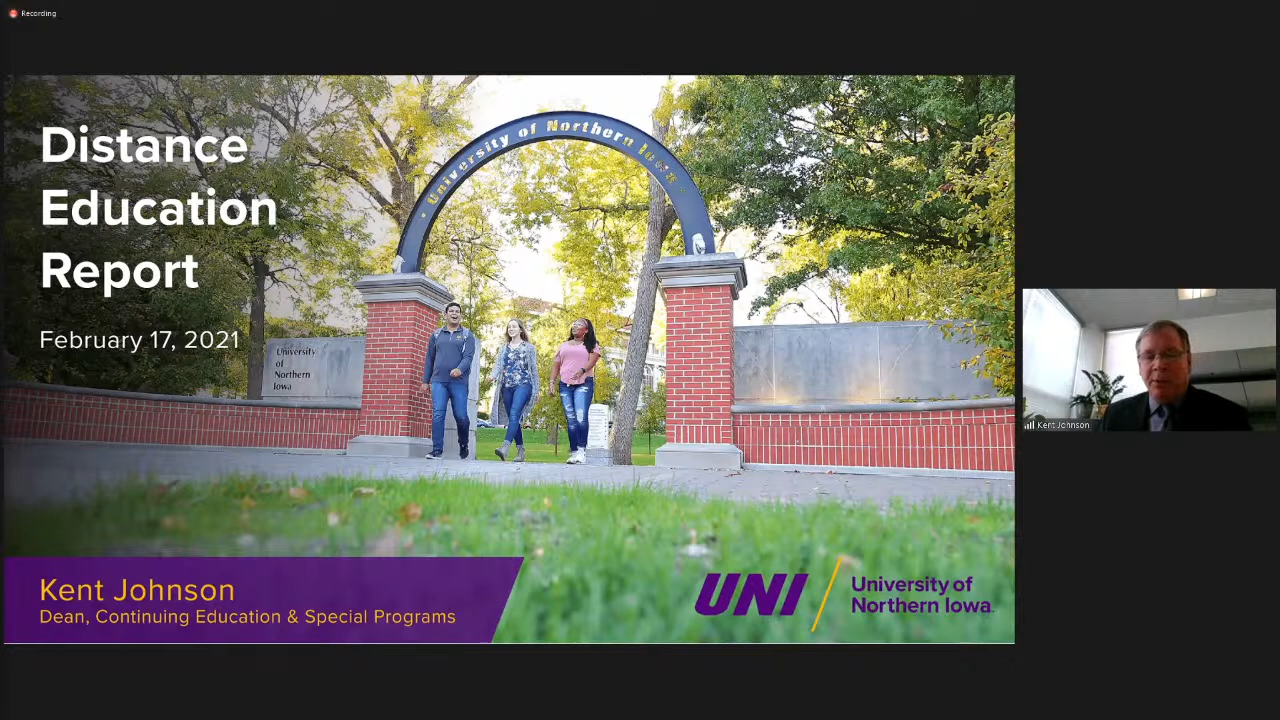 Recording
Distance
Education
Report
February 17, 2021
University of Northern Iowa
University
of
Northern
Iowa
Kent Johnson
Dean, Continuing Education & Special Programs
UNI
University of
Northern Iowa
Kent Johnson